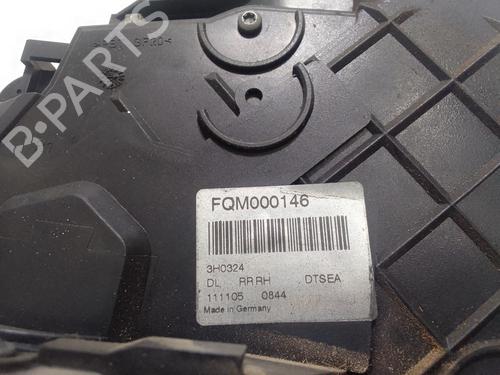 B-PARTS
FQM000146
3H0324
DL RR RH DTSEA
111105 0844
Made in Germany